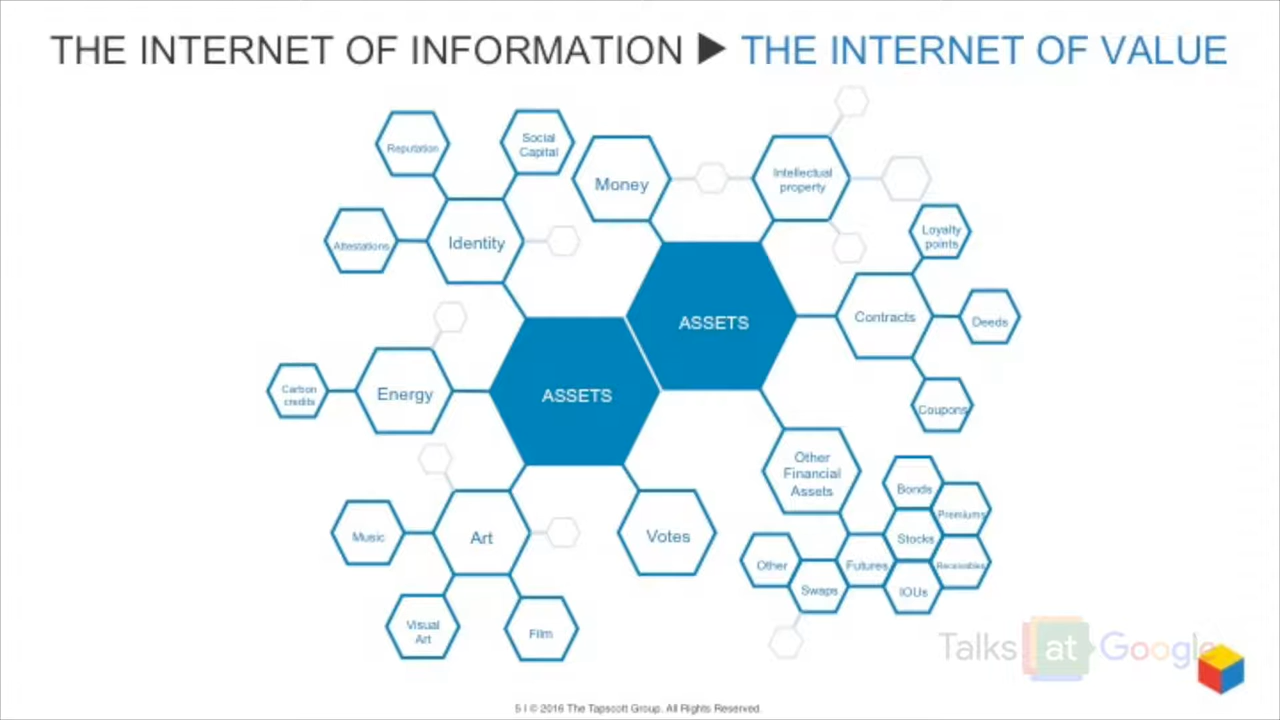 THE INTERNET OF INFORMATION ▶ THE INTERNET OF VALUE
Reputation
Social
Capital
Attestations
Identity
Money
Intellectual
property
Loyalty
points
Contracts
Deeds
Coupons
ASSETS
ASSETS
Carbon
credits
Energy
Music
Art
Visual
Art
Film
Votes
Other
Financial
Assets
Bonds
Premiums
Stocks
Receivables
Futures
IOUs
Swaps
Other
Talks at Google
5 | © 2016 The Tapscott Group. All Rights Reserved.